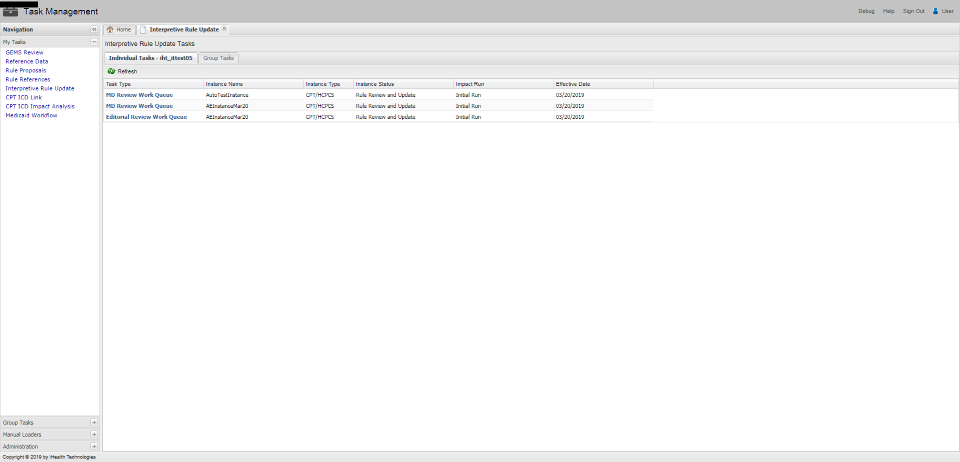 Task Management
Debug Help Sign Out User
Navigation
My Tasks
GEMS Review
Reference Data
Rule Proposals
Rule References
Interpretive Rule Update
CPT ICD Link
CPT ICD Impact Analysis
Medicaid Workflow
Group Tasks
Manual Loaders
Administration
Home Interpretive Rule Update
Interpretive Rule Update Tasks
Individual Tasks - iht_ittest05 Group Tasks
Refresh
Task Type Instance Name Instance Type Instance Status Impact Run Effective Date
MD Review Work Queue AutoTestInstance CPT/HCPCS Rule Review and Update Initial Run 03/20/2019
MD Review Work Queue AEInstanceMar20 CPT/HCPCS Rule Review and Update Initial Run 03/20/2019
Editorial Review Work Queue AEInstanceMar20 CPT/HCPCS Rule Review and Update Initial Run 03/20/2019
Copyright © 2019 by iHealth Technologies